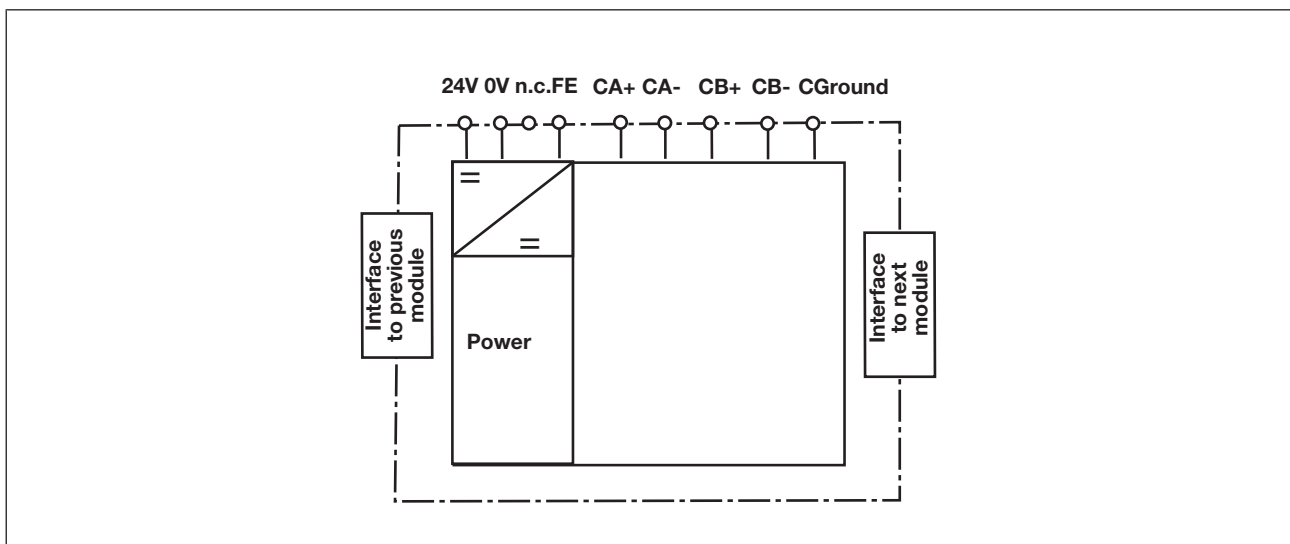 24V 0V n.c.FE CA+ CA- CB+ CB- CGround
Interface
to previous
module
Power
Interface
to next
module